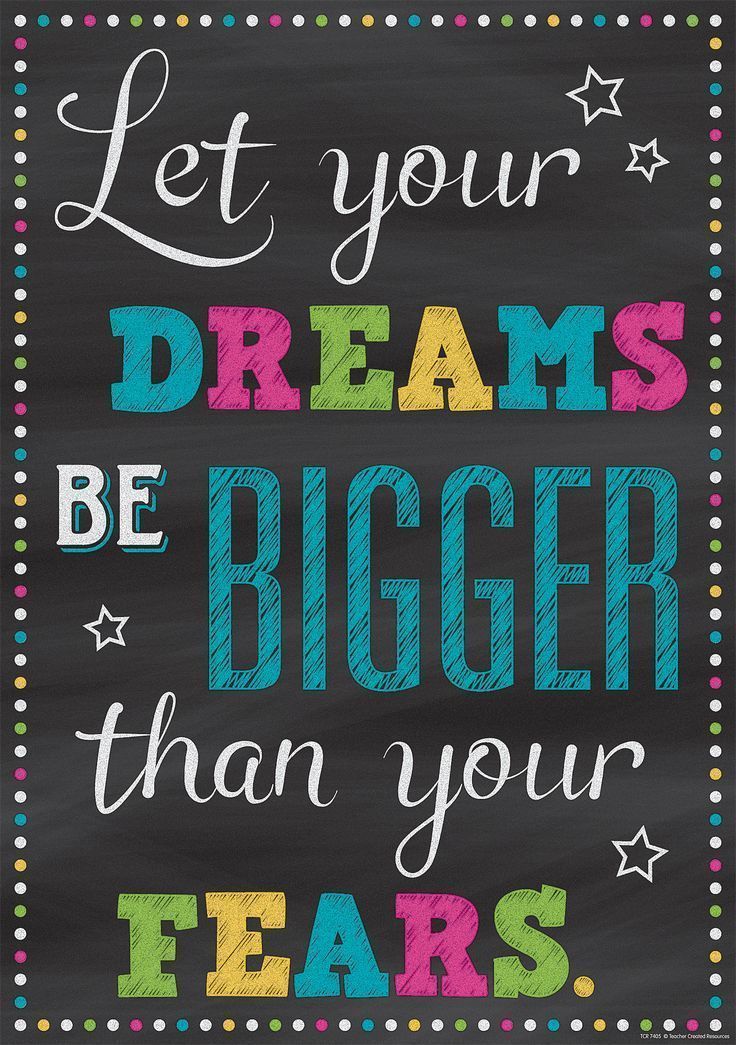 Let your
DREAMS
BE BIGGER
than your
FEARS.
TCR 7405 © Teacher Created Resources